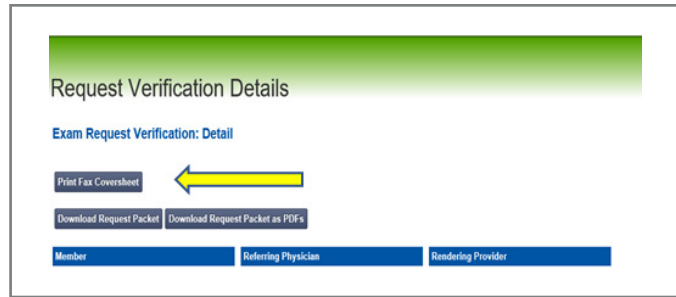 Request Verification Details
Exam Request Verification: Detail
Print Fax Coversheet
Download Request Packet Download Request Packet as PDFs
Member Referring Physician Rendering Provider